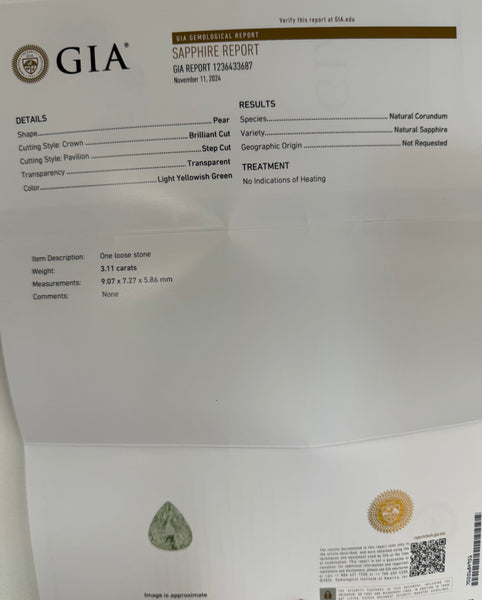 Verify this report at GIA.edu
GIA®
GIA GEMOLOGICAL REPORT
SAPPHIRE REPORT
GIA REPORT 1236433687
November 11, 2024
DETAILS
Shape Pear
Cutting Style: Crown Brilliant Cut
Cutting Style: Pavilion Step Cut
Transparency Transparent
Color Light Yellowish Green
RESULTS
Species Natural Corundum
Variety Natural Sapphire
Geographic Origin Not Requested
TREATMENT
No Indications of Heating
Item Description: One loose stone
Weight: 3.11 carats
Measurements: 9.07 x 7.27 x 5.86 mm
Comments: None
Image is approximate
reportcheck.gia.edu